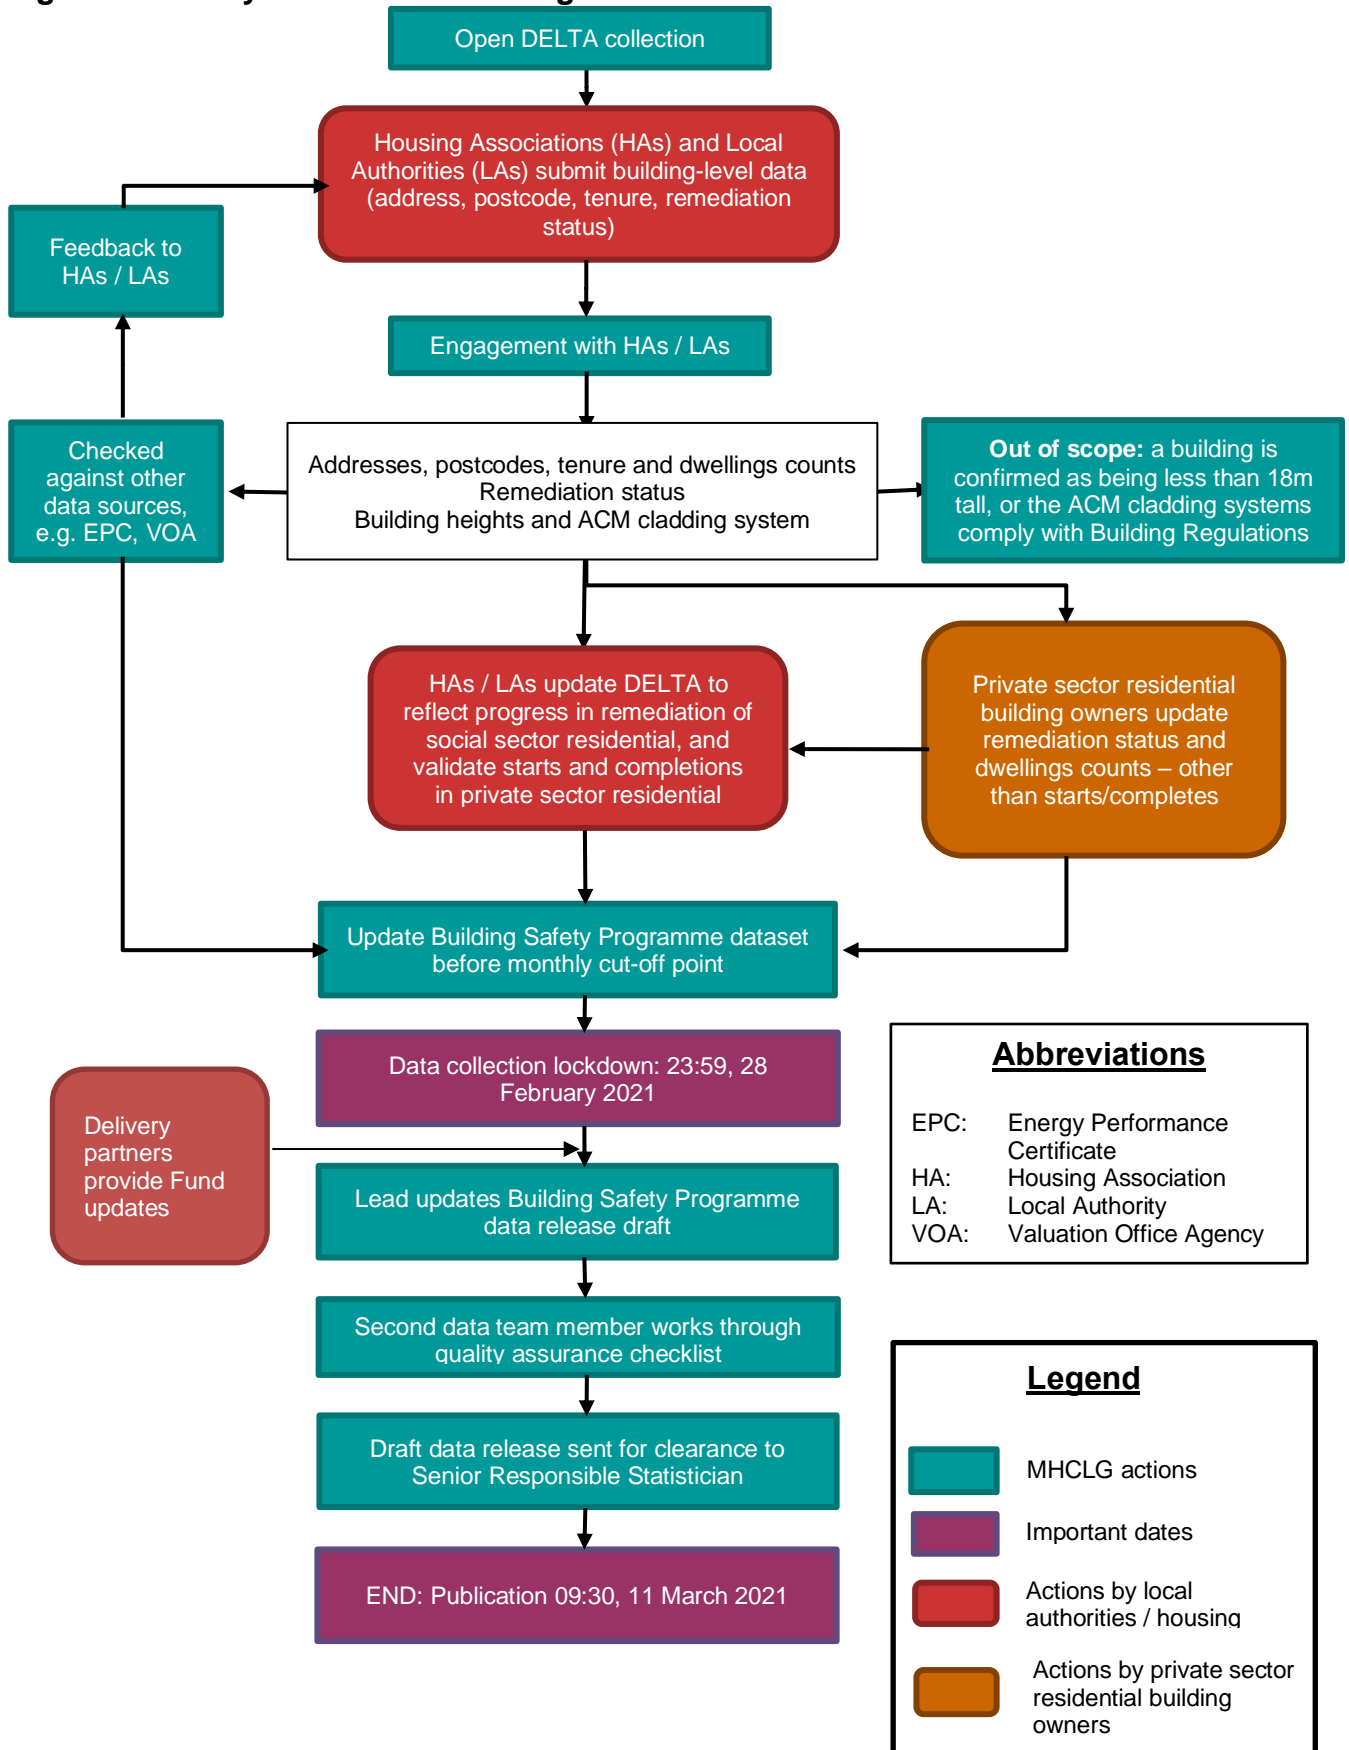 Open DELTA collection
Housing Associations (HAs) and Local
Authorities (LAs) submit building-level data
(address, postcode, tenure, remediation
status)
Feedback to
HAs / LAs
Engagement with HAs / LAs
Checked
against other
data sources,
e.g. EPC, VOA
Addresses, postcodes, tenure and dwellings counts
Remediation status
Building heights and ACM cladding system
Out of scope: a building is
confirmed as being less than 18m
tall, or the ACM cladding systems
comply with Building Regulations
HAs / LAs update DELTA to
reflect progress in remediation of
social sector residential, and
validate starts and completions
in private sector residential
Private sector residential
building owners update
remediation status and
dwellings counts – other
than starts/completes
Update Building Safety Programme dataset
before monthly cut-off point
Data collection lockdown: 23:59, 28
February 2021
Delivery
partners
provide Fund
updates
Lead updates Building Safety Programme
data release draft
Second data team member works through
quality assurance checklist
Draft data release sent for clearance to
Senior Responsible Statistician
END: Publication 09:30, 11 March 2021
Abbreviations
EPC: Energy Performance
Certificate
HA: Housing Association
LA: Local Authority
VOA: Valuation Office Agency
Legend
MHCLG actions
Important dates
Actions by local
authorities / housing
Actions by private sector
residential building
owners